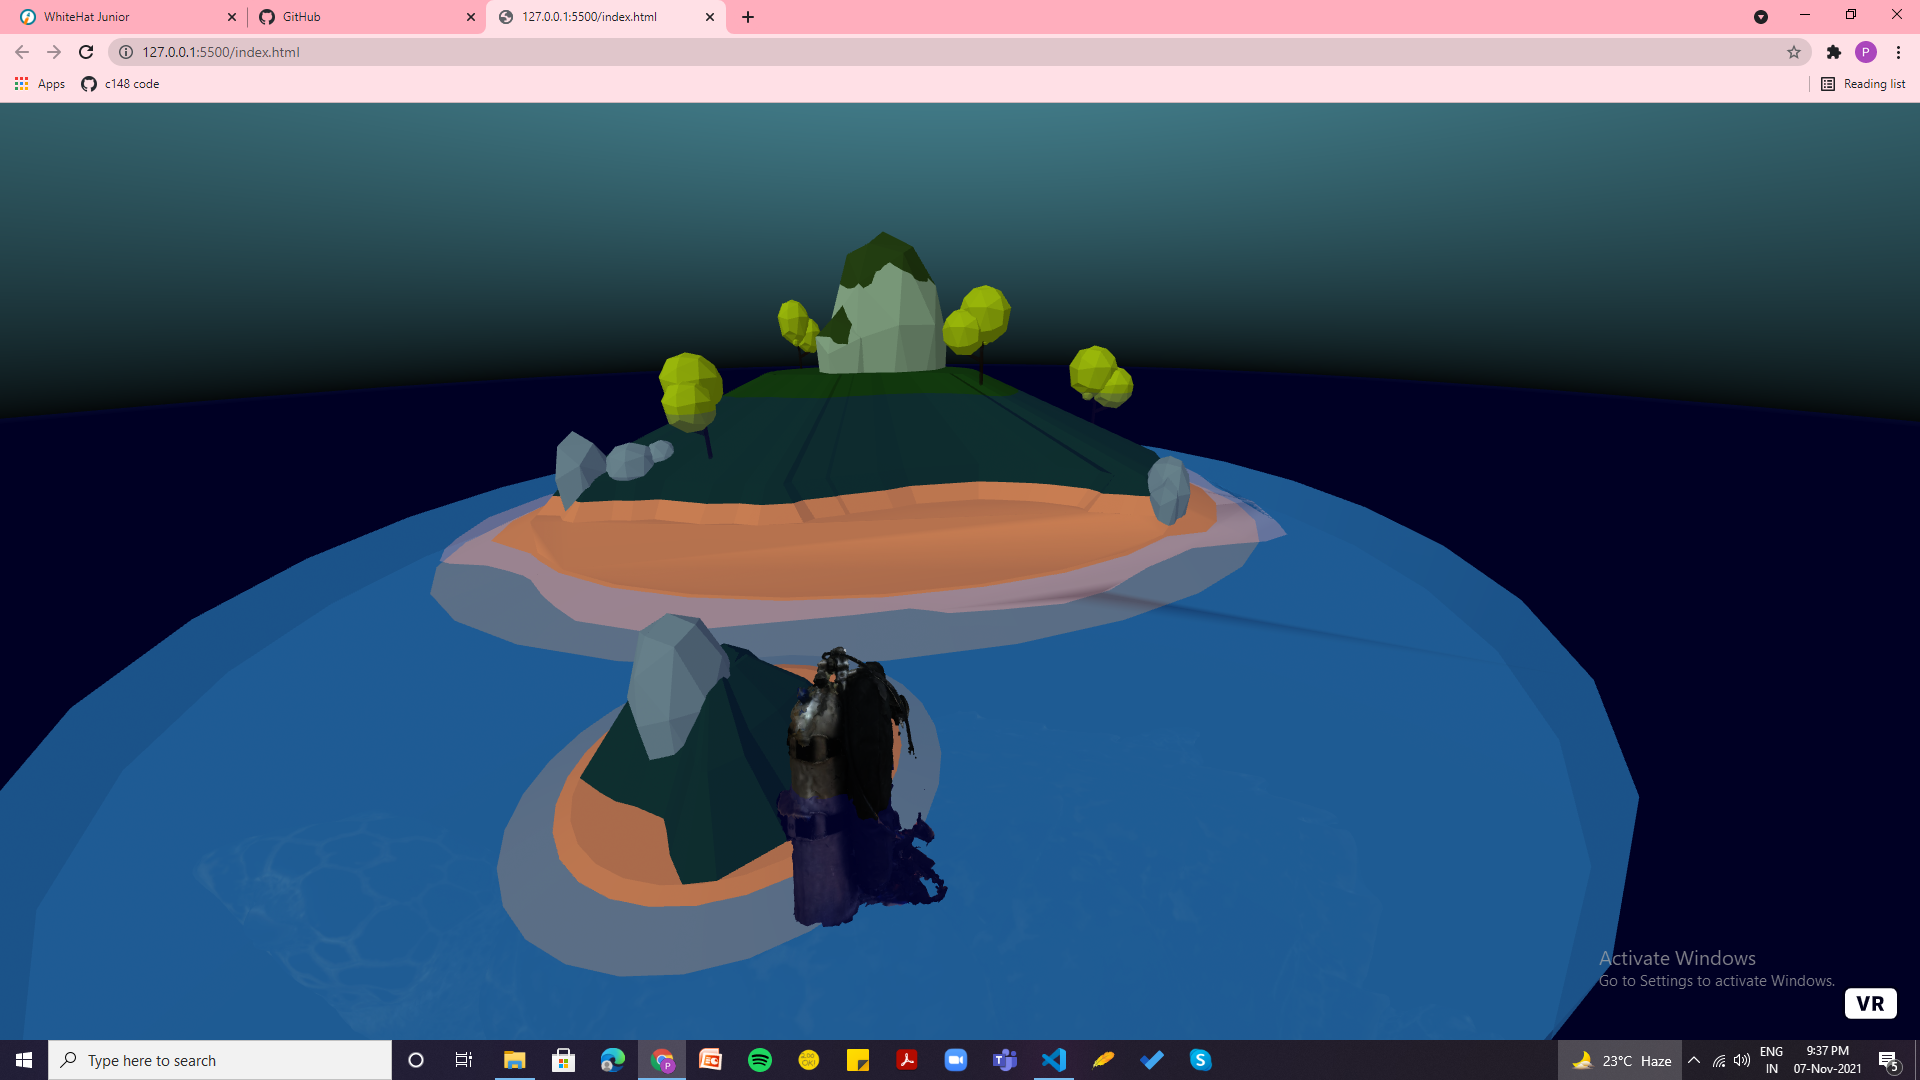 WhiteHat Junior
GitHub
127.0.0.1:5500/index.html
127.0.0.1:5500/index.html
P
Apps
c148 code
Reading list
Activate Windows
Go to Settings to activate Windows.
VR
Type here to search
23°C Haze
ENG
IN
9:37 PM
07-Nov-2021
5